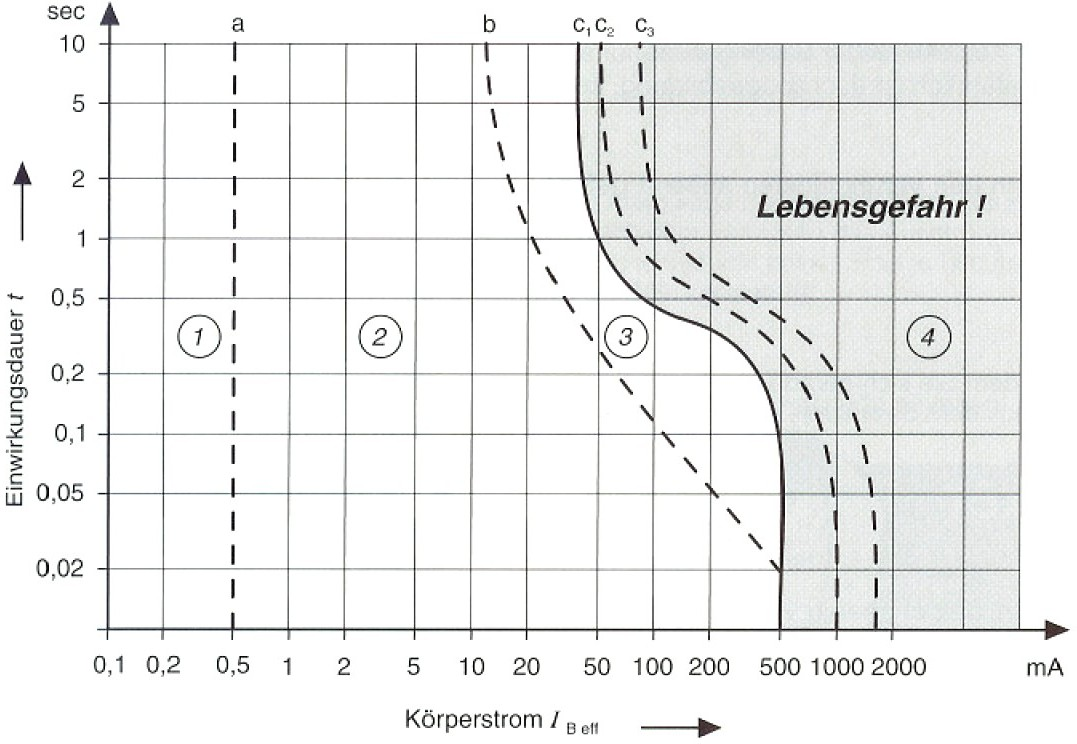 sec
a b c₁ c₂ c₃
10
5
2
1
0,5
0,2
0,1
0,05
0,02
Einwirkungsdauer t
Lebensgefahr !
1 2 3 4
0,1 0,2 0,5 1 2 5 10 20 50 100 200 500 1000 2000 mA
Körperstrom I B eff